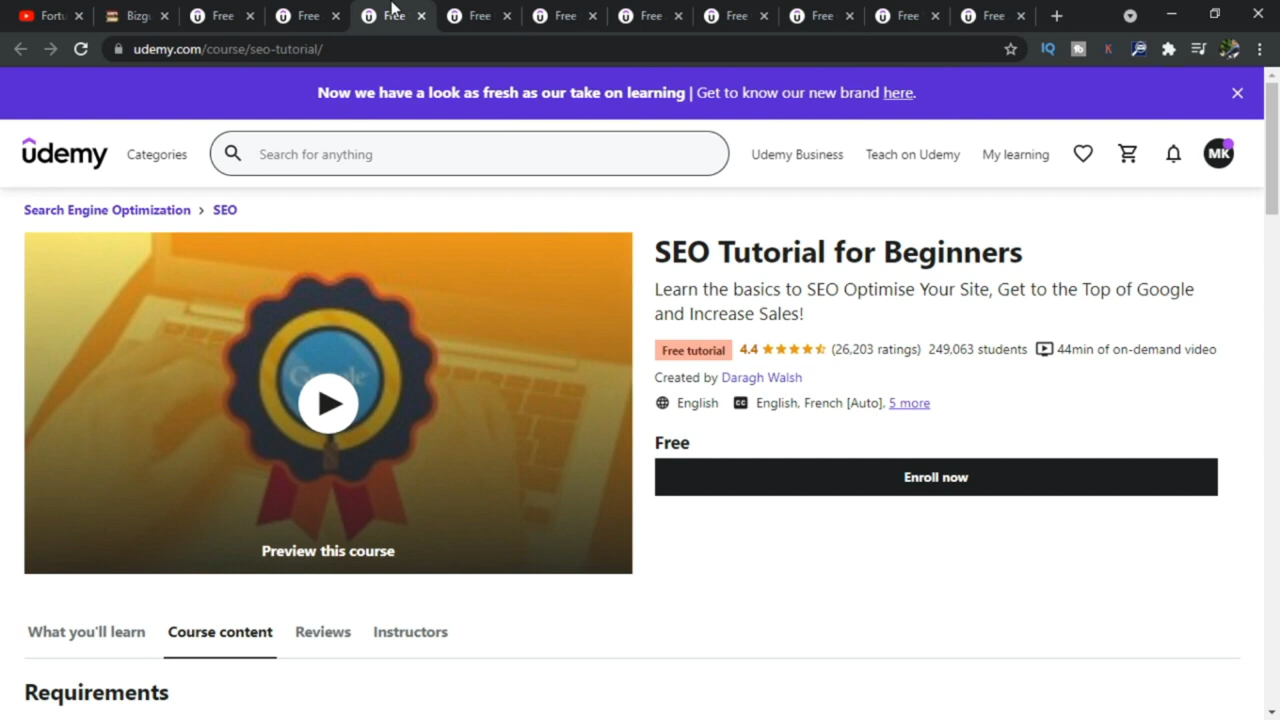 Fortu
Bizgu
Free
Free
Free
Free
Free
Free
Free
Free
Free
Free
udemy.com/course/seo-tutorial/
IQ
K
Now we have a look as fresh as our take on learning | Get to know our new brand here.
udemy
Categories
Search for anything
Udemy Business
Teach on Udemy
My learning
MK
Search Engine Optimization > SEO
SEO Tutorial for Beginners
Learn the basics to SEO Optimise Your Site, Get to the Top of Google
and Increase Sales!
Free tutorial 4.4 (26,203 ratings) 249,063 students 44min of on-demand video
Created by Daragh Walsh
English CC English, French [Auto], 5 more
Free
Enroll now
Google
Preview this course
What you'll learn
Course content
Reviews
Instructors
Requirements